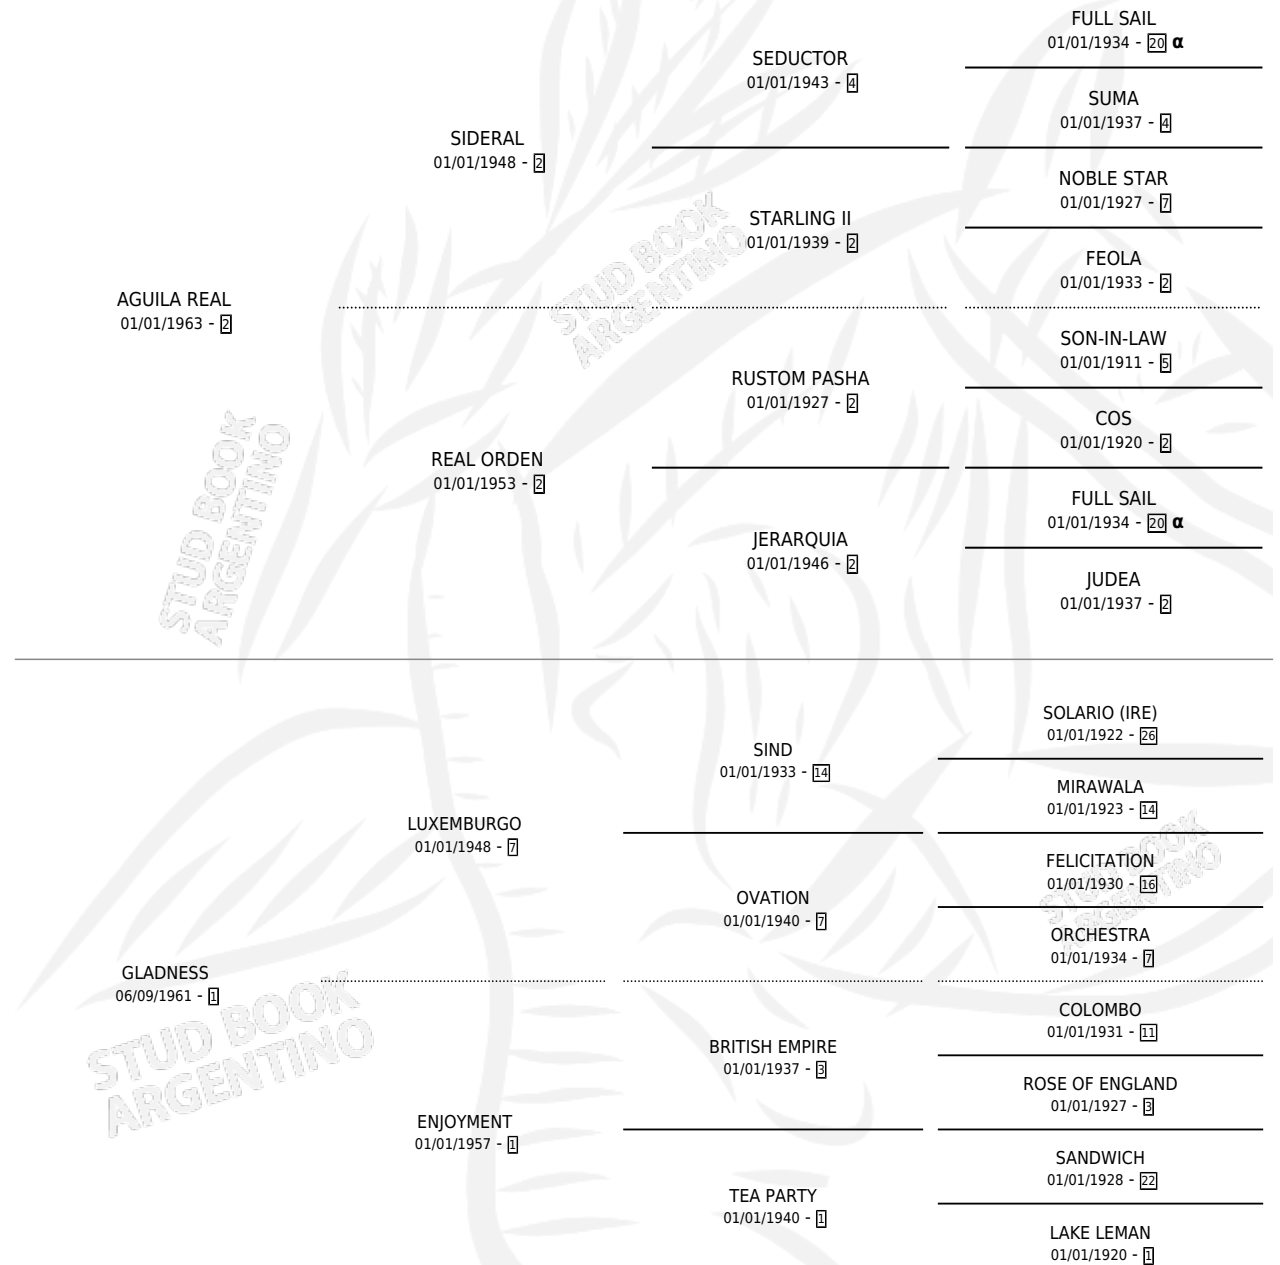 FULL SAIL
01/01/1934 - 20 α
SEDUCTOR
01/01/1943 - 4
SUMA
01/01/1937 - 4
SIDERAL
01/01/1948 - 2
NOBLE STAR
01/01/1927 - 7
STARLING II
01/01/1939 - 2
FEOLA
01/01/1933 - 2
AGUILA REAL
01/01/1963 - 2
SON-IN-LAW
01/01/1911 - 5
RUSTOM PASHA
01/01/1927 - 2
COS
01/01/1920 - 2
REAL ORDEN
01/01/1953 - 2
FULL SAIL
01/01/1934 - 20 α
JERARQUIA
01/01/1946 - 2
JUDEA
01/01/1937 - 2
STUD BOOK
ARGENTINO
STUD BOOK
ARGENTINO
SOLARIO (IRE)
01/01/1922 - 26
SIND
01/01/1933 - 14
MIRAWALA
01/01/1923 - 14
LUXEMBURGO
01/01/1948 - 7
FELICITATION
01/01/1930 - 16
OVATION
01/01/1940 - 7
ORCHESTRA
01/01/1934 - 7
GLADNESS
06/09/1961 - 1
COLOMBO
01/01/1931 - 11
BRITISH EMPIRE
01/01/1937 - 3
ROSE OF ENGLAND
01/01/1927 - 3
ENJOYMENT
01/01/1957 - 1
SANDWICH
01/01/1928 - 22
TEA PARTY
01/01/1940 - 1
LAKE LEMAN
01/01/1920 - 1
STUD BOOK
ARGENTINO
STUD BOOK
ARGENTINO